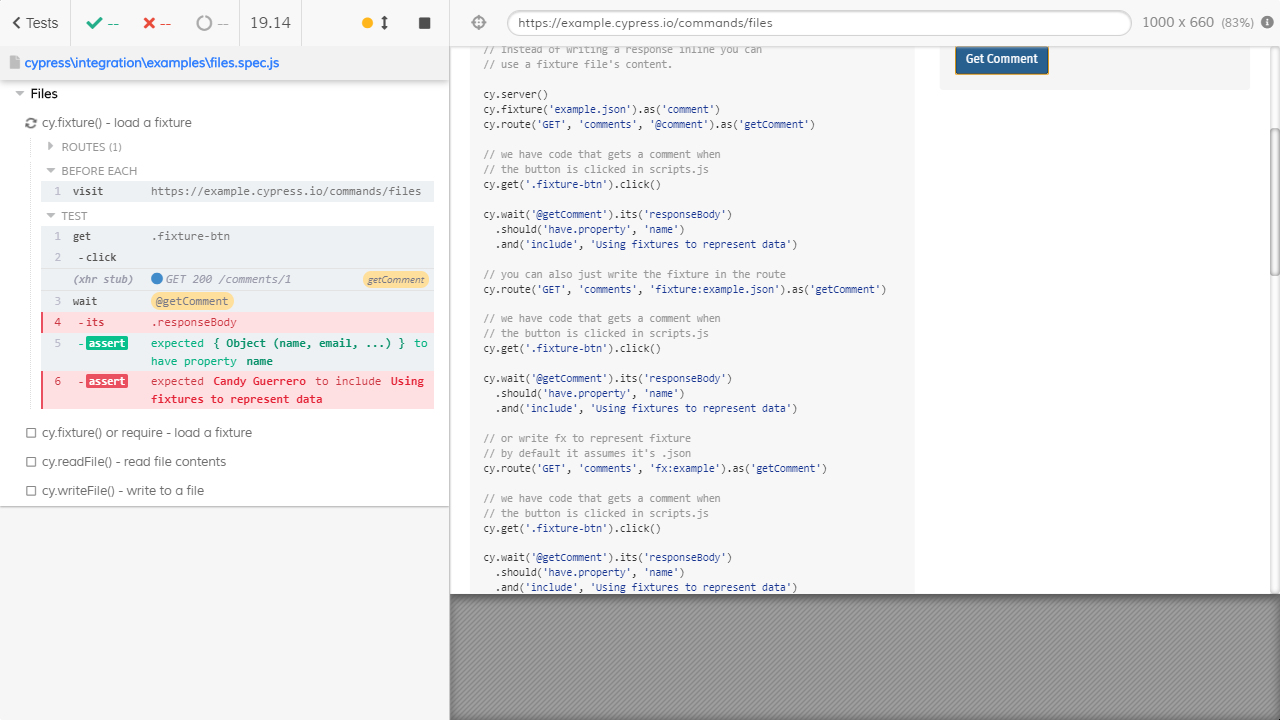 Tests
--
--
--
19.14
https://example.cypress.io/commands/files
1000 x 660 (83%)
cypress\integration\examples\files.spec.js
Files
cy.fixture() - load a fixture
ROUTES (1)
BEFORE EACH
1 visit https://example.cypress.io/commands/files
TEST
1 get .fixture-btn
2 - click
(xhr stub) GET 200 /comments/1 getComment
3 wait @getComment
4 - its .responseBody
5 - assert expected { Object (name, email, ...) } to
have property name
6 - assert expected Candy Guerrero to include Using
fixtures to represent data
cy.fixture() or require - load a fixture
cy.readFile() - read file contents
cy.writeFile() - write to a file
// Instead of writing a response inline you can
// use a fixture file's content.
cy.server()
cy.fixture('example.json').as('comment')
cy.route('GET', 'comments', '@comment').as('getComment')
// we have code that gets a comment when
// the button is clicked in scripts.js
cy.get('.fixture-btn').click()
cy.wait('@getComment').its('responseBody')
.should('have.property', 'name')
.and('include', 'Using fixtures to represent data')
// you can also just write the fixture in the route
cy.route('GET', 'comments', 'fixture:example.json').as('getComment')
// we have code that gets a comment when
// the button is clicked in scripts.js
cy.get('.fixture-btn').click()
cy.wait('@getComment').its('responseBody')
.should('have.property', 'name')
.and('include', 'Using fixtures to represent data')
// or write fx to represent fixture
// by default it assumes it's .json
cy.route('GET', 'comments', 'fx:example').as('getComment')
// we have code that gets a comment when
// the button is clicked in scripts.js
cy.get('.fixture-btn').click()
cy.wait('@getComment').its('responseBody')
.should('have.property', 'name')
.and('include', 'Using fixtures to represent data')
Get Comment